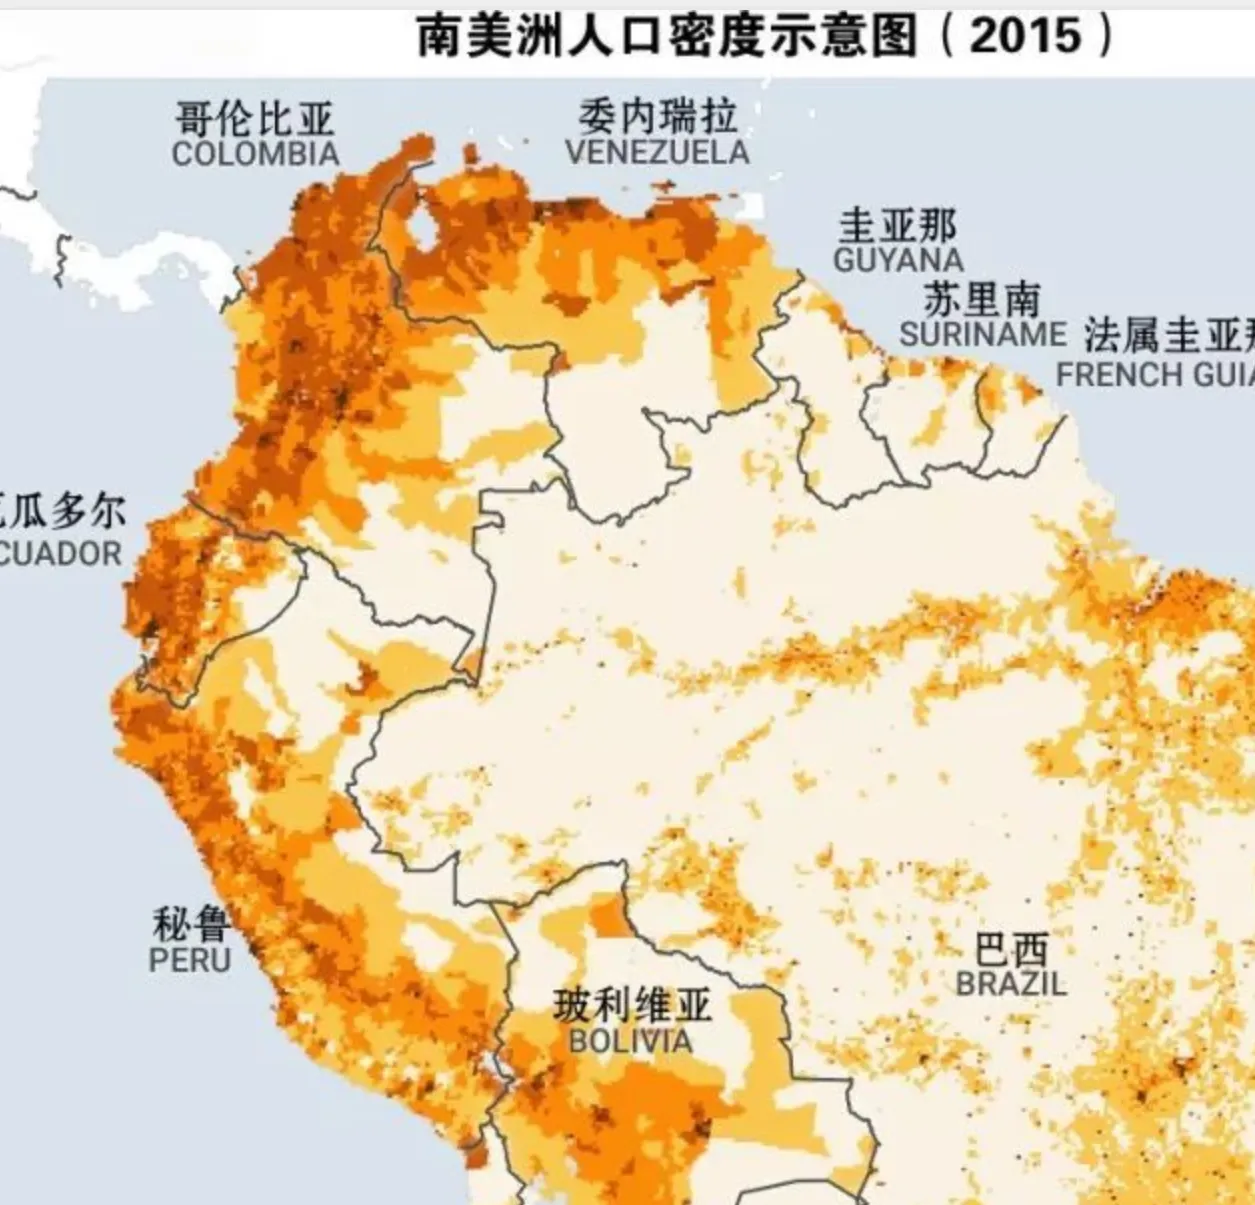 南美洲人口密度示意图（2015）
哥伦比亚
COLOMBIA
委内瑞拉
VENEZUELA
圭亚那
GUYANA
苏里南
SURINAME
法属圭亚
FRENCH GUIA
瓜多尔
CUADOR
秘鲁
PERU
巴西
BRAZIL
玻利维亚
BOLIVIA